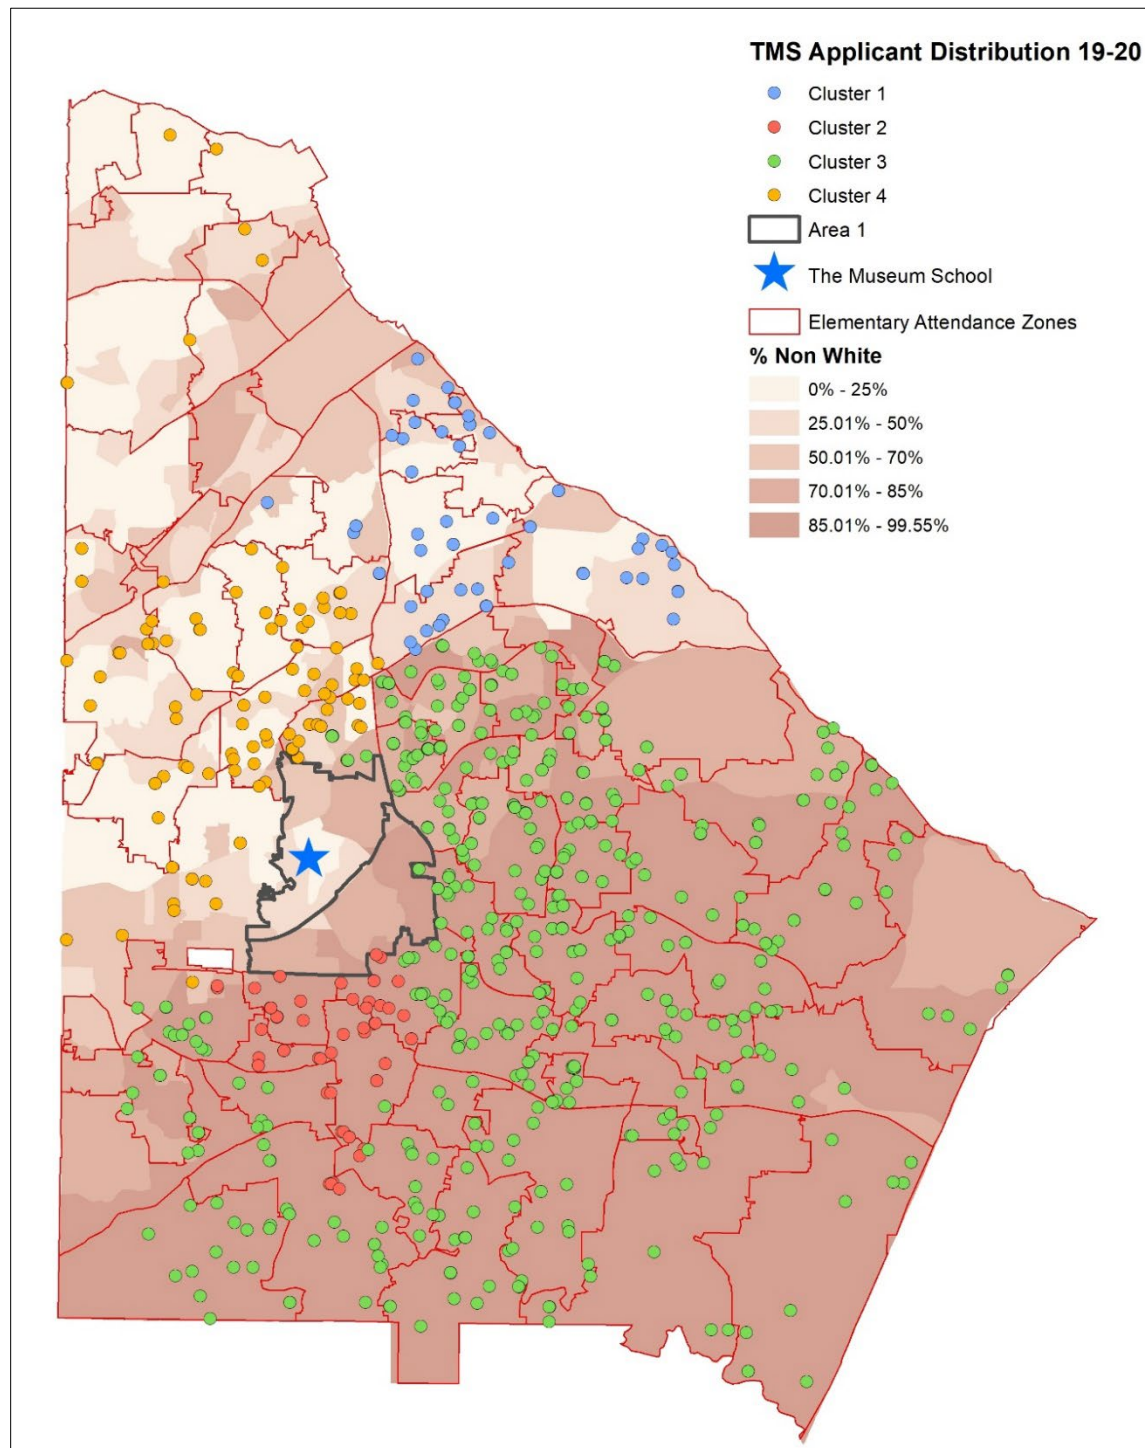 TMS Applicant Distribution 19-20
Cluster 1
Cluster 2
Cluster 3
Cluster 4
Area 1
The Museum School
Elementary Attendance Zones
% Non White
0% - 25%
25.01% - 50%
50.01% - 70%
70.01% - 85%
85.01% - 99.55%